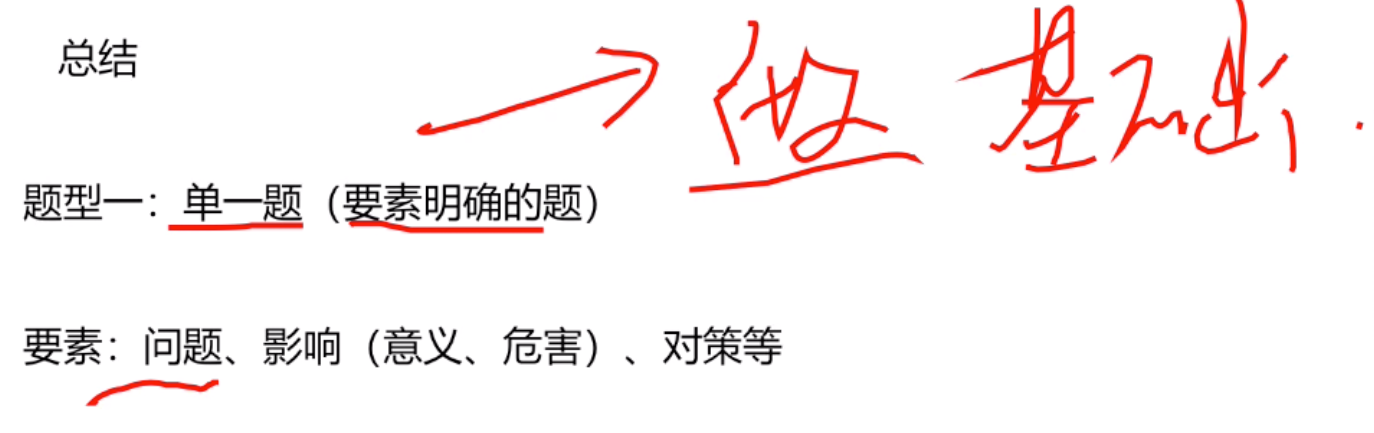 总结
做 基础
题型一：单一题（要素明确的题）
要素：问题、影响（意义、危害）、对策等